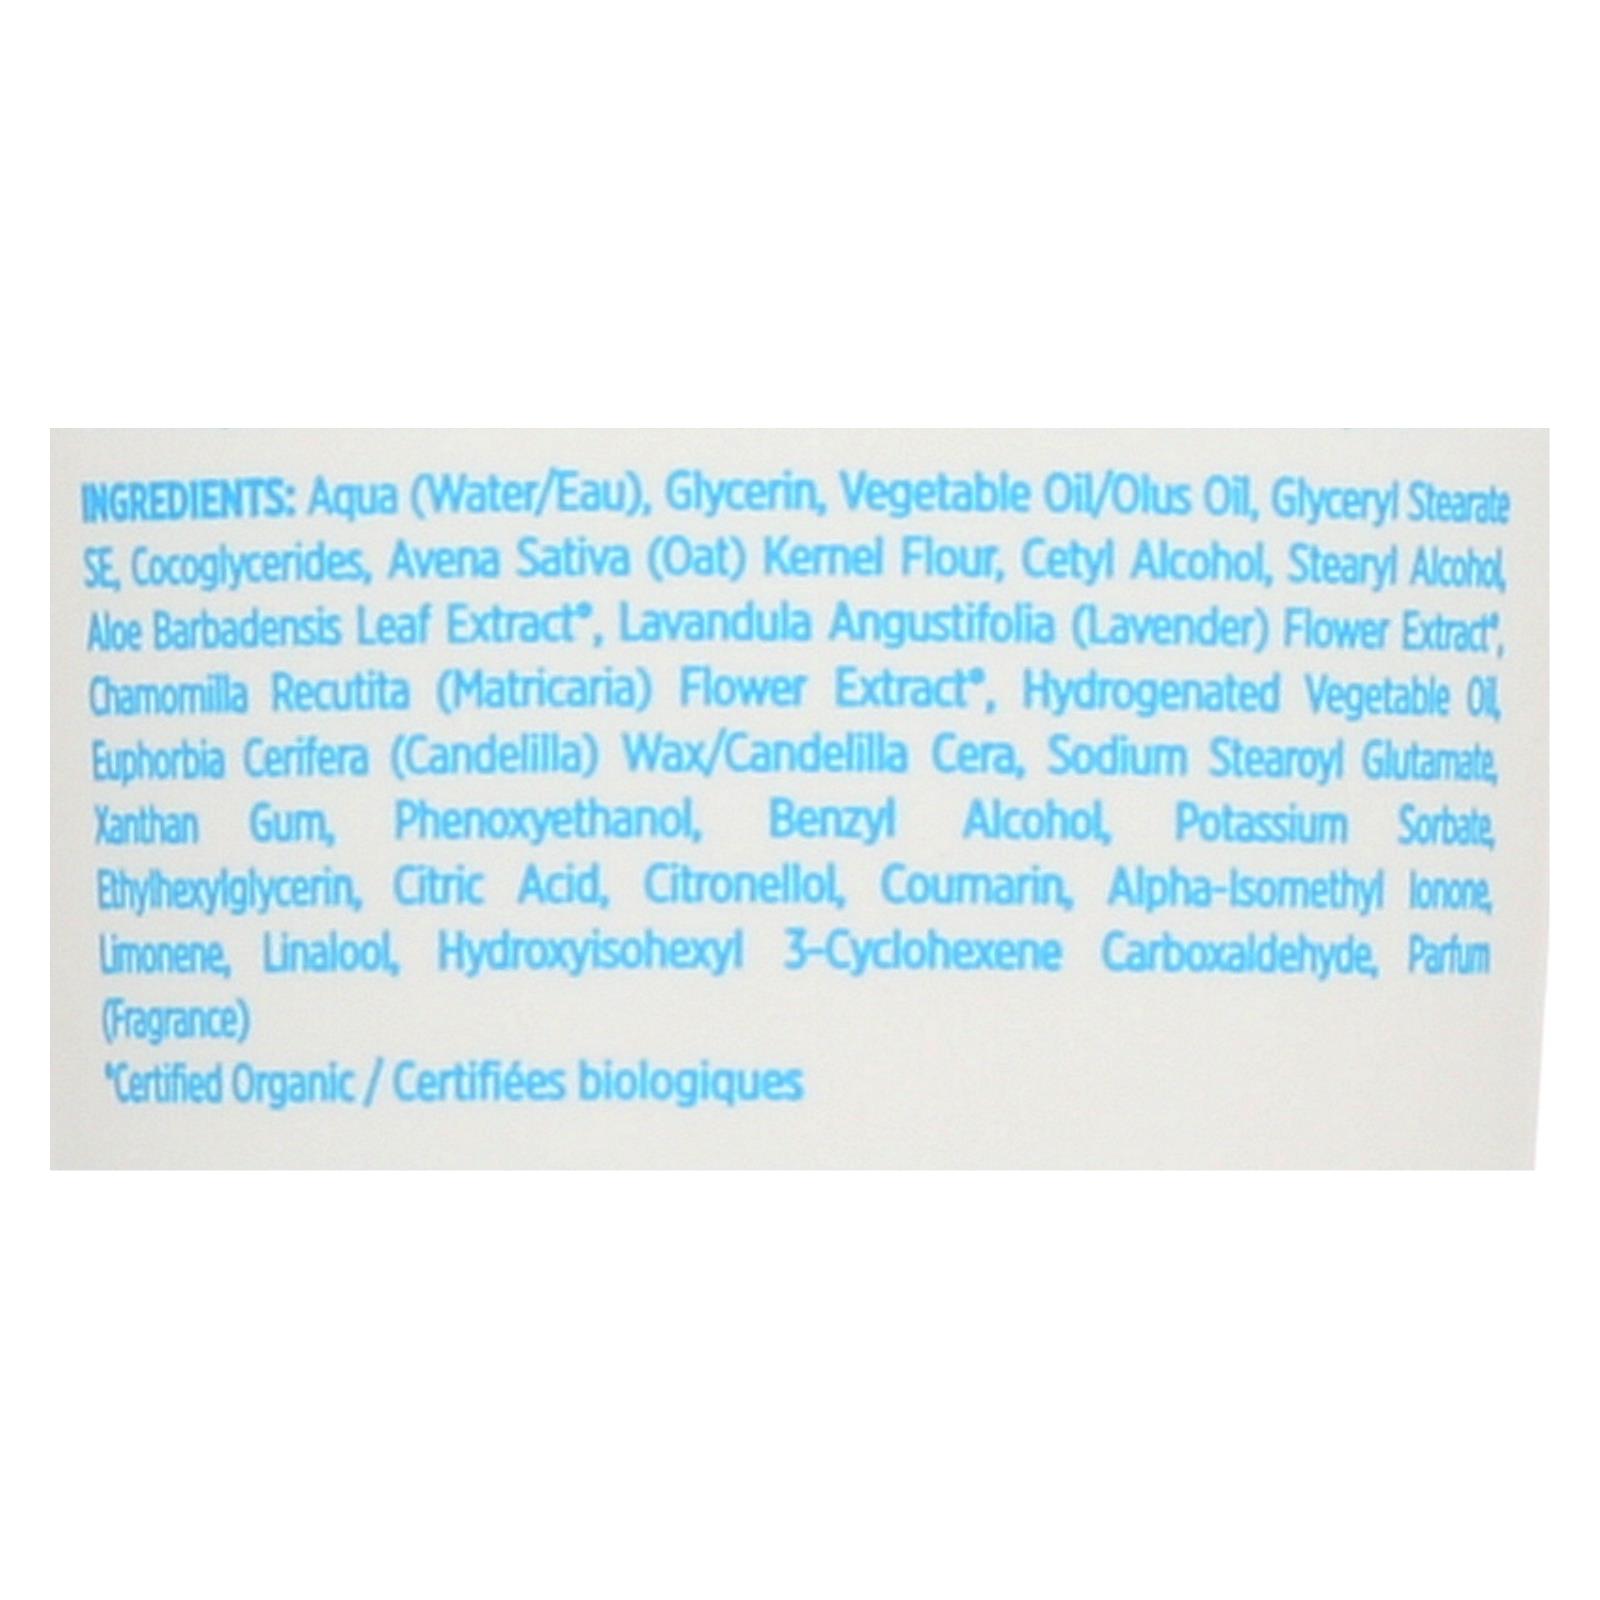 INGREDIENTS: Aqua (Water/Eau), Glycerin, Vegetable Oil/Olus Oil, Glyceryl Stearate
SE, Cocoglycerides, Avena Sativa (Oat) Kernel Flour, Cetyl Alcohol, Stearyl Alcohol,
Aloe Barbadensis Leaf Extract*, Lavandula Angustifolia (Lavender) Flower Extract*,
Chamomilla Recutita (Matricaria) Flower Extract*, Hydrogenated Vegetable Oil,
Euphorbia Cerifera (Candelilla) Wax/Candelilla Cera, Sodium Stearoyl Glutamate,
Xanthan Gum, Phenoxyethanol, Benzyl Alcohol, Potassium Sorbate,
Ethylhexylglycerin, Citric Acid, Citronellol, Coumarin, Alpha-Isomethyl Ionone,
Limonene, Linalool, Hydroxyisohexyl 3-Cyclohexene Carboxaldehyde, Parfum
(Fragrance)
*Certified Organic / Certifiées biologiques